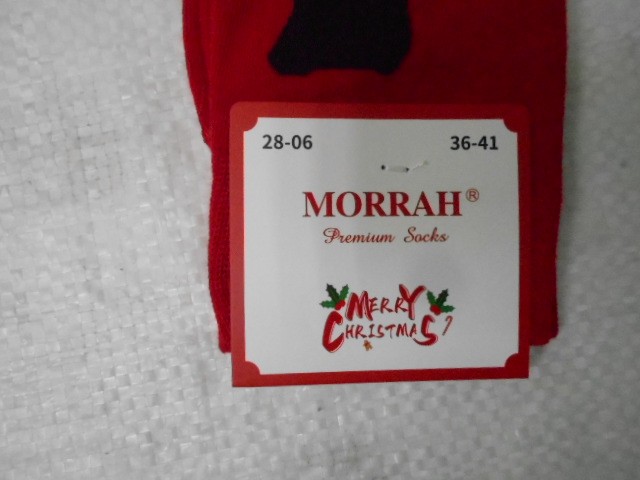 28-06 36-41
MORRAH®
Premium Socks
MERRY
CHRISTMAS